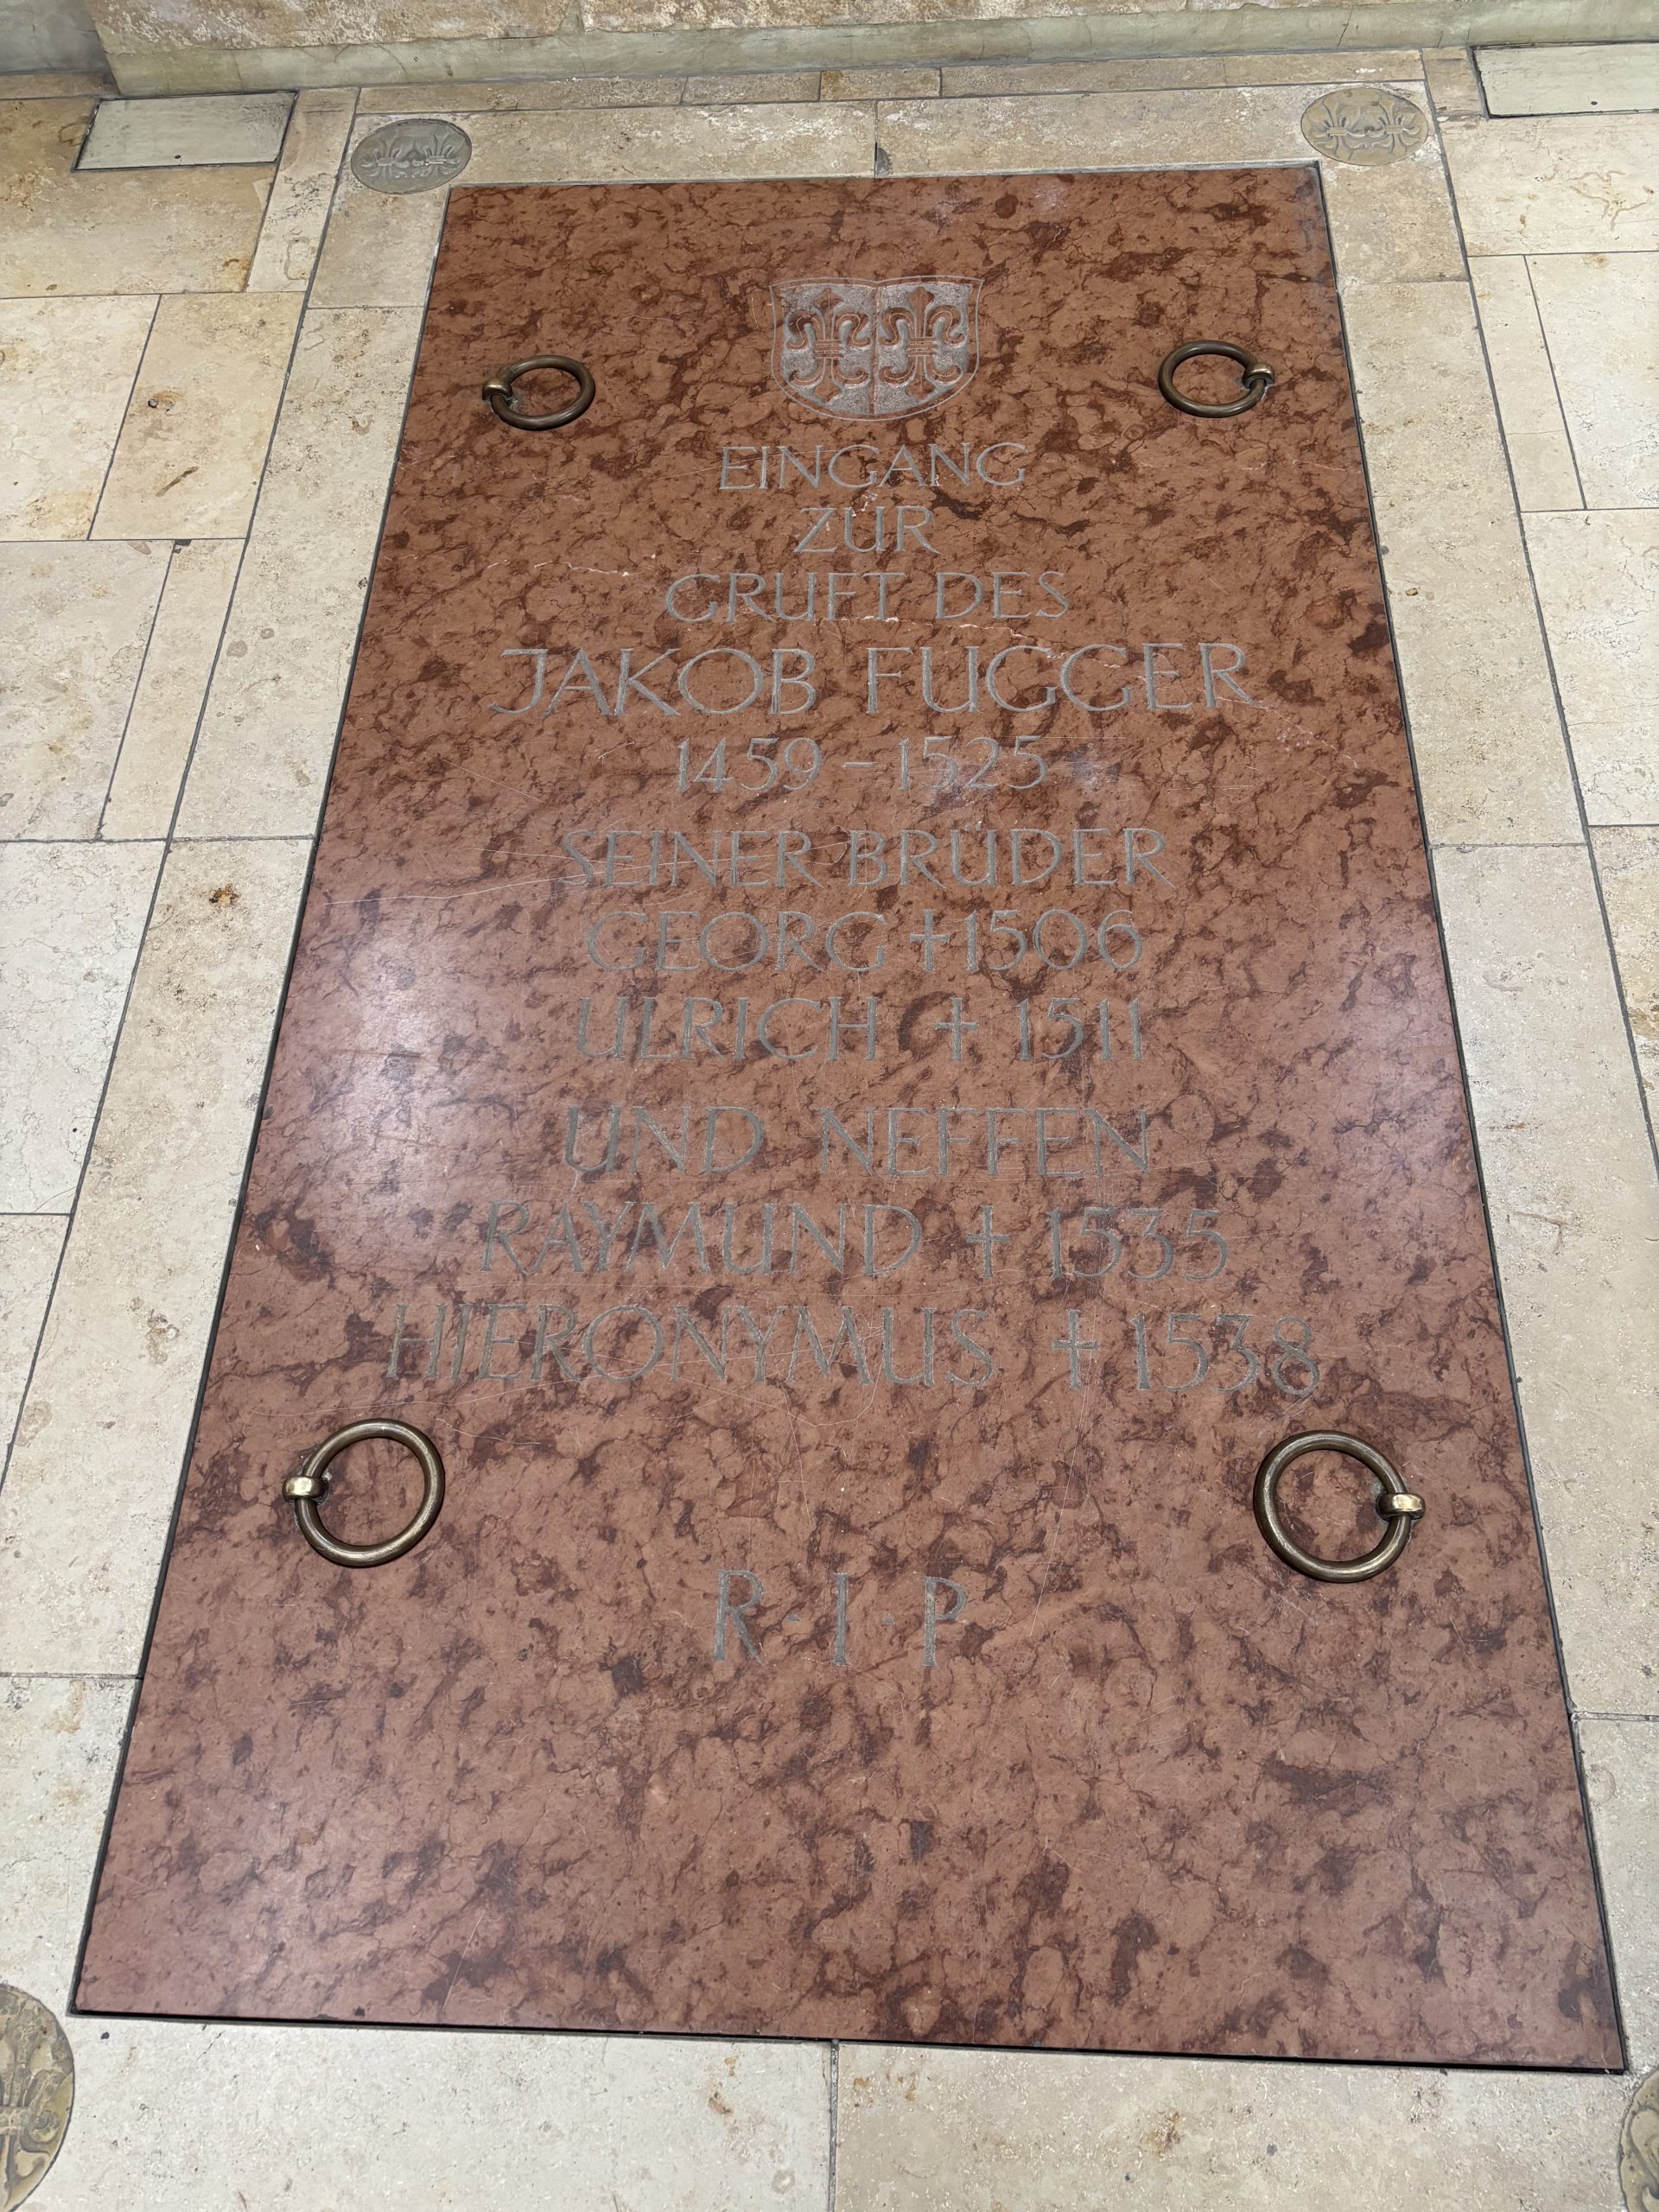 EINGANG
ZUR
GRUFT DES
JAKOB FUGGER
1459 – 1525
SEINER BRÜDER
GEORG † 1506
ULRICH † 1511
UND NEFFEN
RAYMUND † 1535
HIERONYMUS † 1538
R · I · P